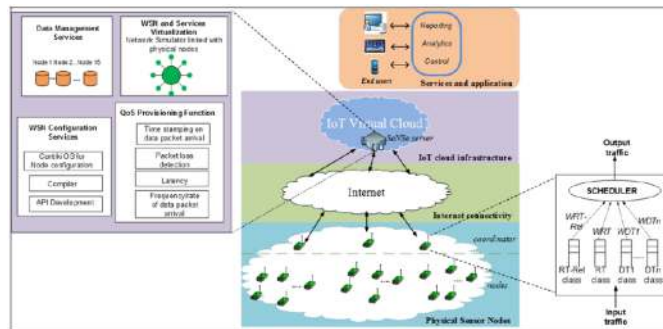 Data Management
Services
Node 1 Node 2... Node 15
WSR and Services
Virtualization
Network Simulator linked with
physical nodes
WSR Configuration
Services
Contiki OS for
Node configuration
Compiler
API Development
QoS Provisioning Function
Time stamping on
data packet arrival
Packet loss
detection
Latency
Frequency/rate
of data packet
arrival
Reporting
Analytics
Control
End users
Services and application
IoT Virtual Cloud
server
IoT cloud infrastructure
Internet
Internet connectivity
coordinator
nodes
Physical Sensor Nodes
Output
traffic
SCHEDULER
WRT-
Rel
WRT
WDT1
WDTn
RT-Rel
class
RT
class
DT1
class
DTn
class
Input
traffic